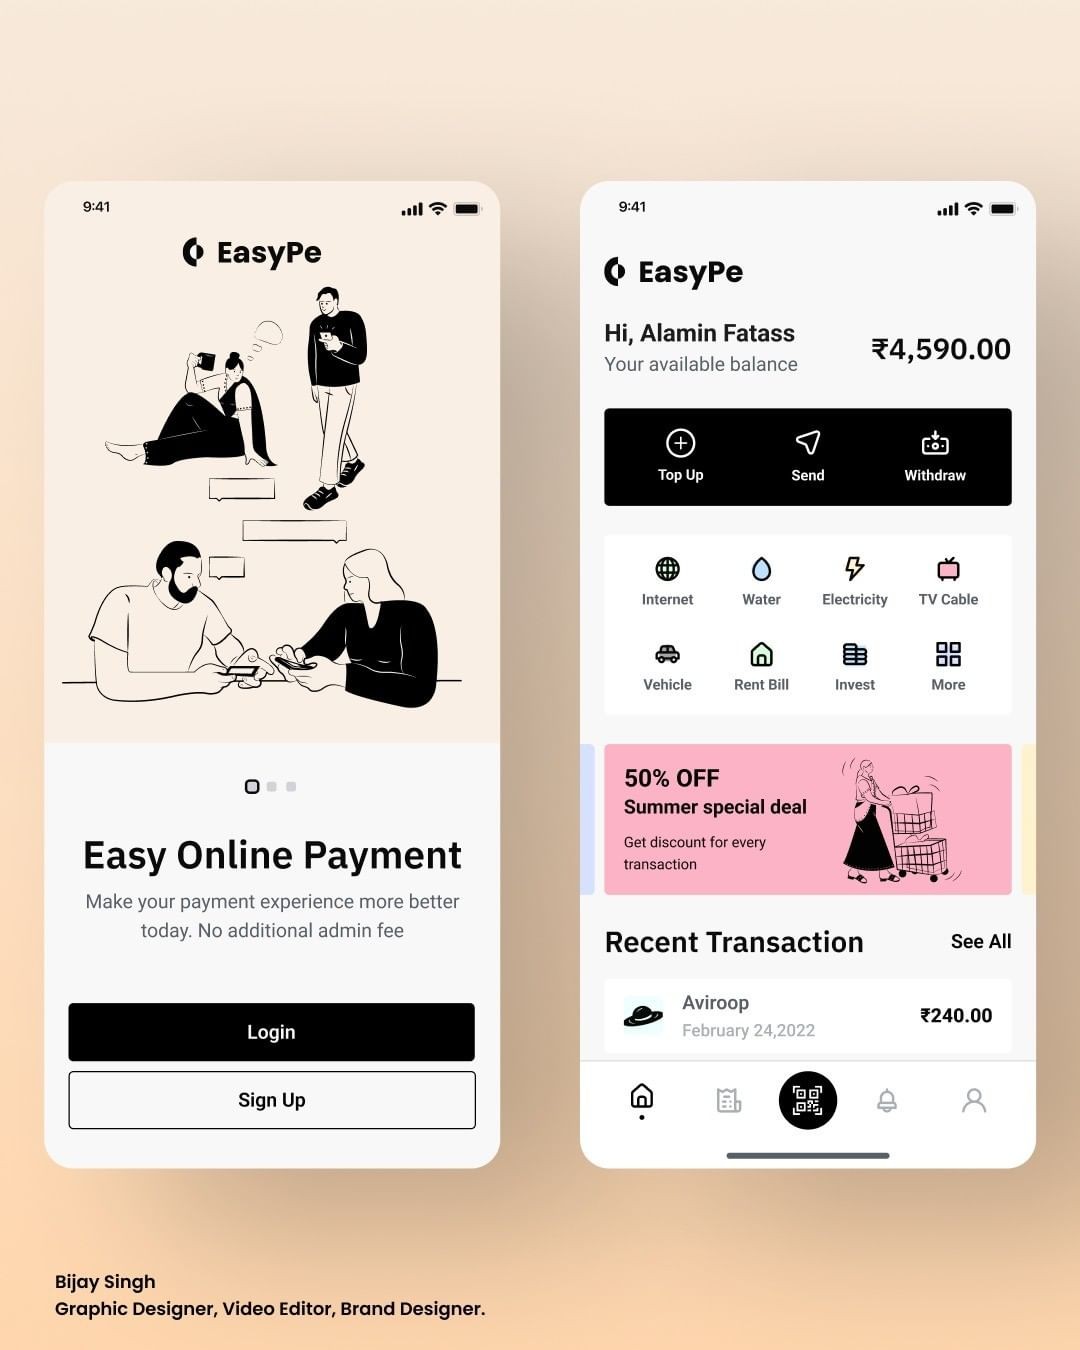 9:41
EasyPe
Easy Online Payment
Make your payment experience more better
today. No additional admin fee
Login
Sign Up
9:41
EasyPe
Hi, Alamin Fatass
Your available balance
₹4,590.00
Top Up
Send
Withdraw
Internet
Water
Electricity
TV Cable
Vehicle
Rent Bill
Invest
More
50% OFF
Summer special deal
Get discount for every
transaction
Recent Transaction
See All
Aviroop
February 24,2022
₹240.00
Bijay Singh
Graphic Designer, Video Editor, Brand Designer.